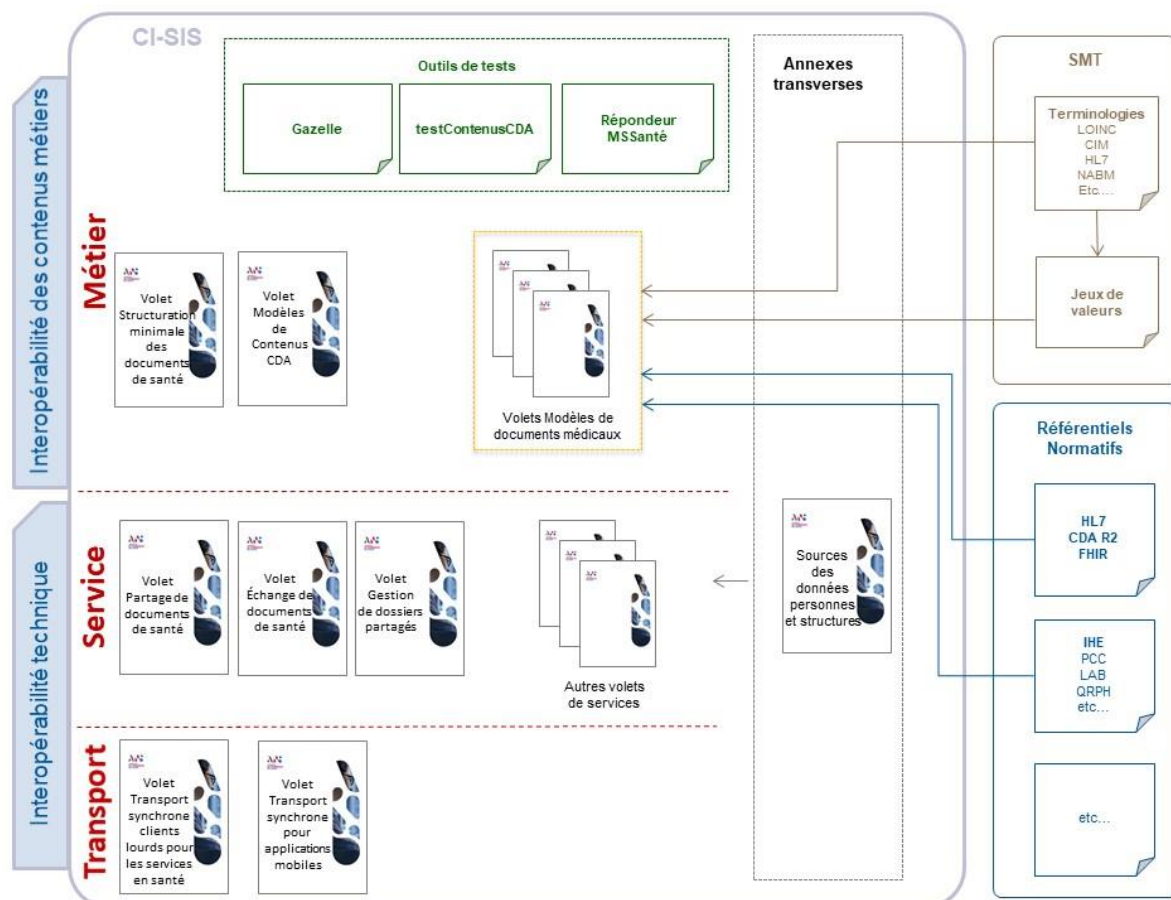 CI-SIS
Interopérabilité des contenus métiers
Interopérabilité technique
Métier
Service
Transport
Outils de tests
Gazelle
testContenusCDA
Répondeur
MSSanté
Annexes
transverses
SMT
Terminologies
LOINC
CIM
HL7
NABM
Etc....
Jeux de
valeurs
Volet
Structuration
minimale
des
documents
de santé
Volet
Modèles
de
Contenus
CDA
Volets Modèles de
documents médicaux
Référentiels
Normatifs
HL7
CDA R2
FHIR
IHE
PCC
LAB
QRPH
etc...
etc...
Volet
Partage de
documents
de santé
Volet
Échange de
documents
de santé
Volet
Gestion
de dossiers
partagés
Autres volets
de services
Sources
des
données
personnes
et structures
Volet
Transport
synchrone
clients
lourds pour
les services
en santé
Volet
Transport
synchrone
pour
applications
mobiles